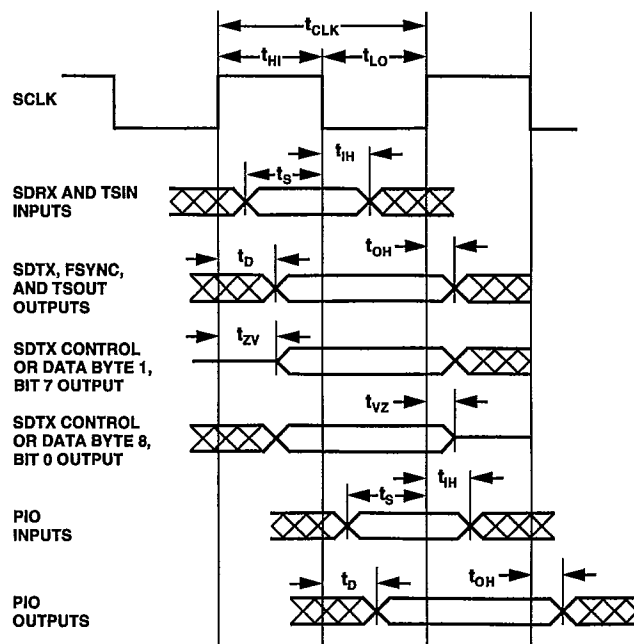 tCLK
tHI
tLO
SCLK
tIH
tS
SDRX AND TSIN
INPUTS
tD
tOH
SDTX, FSYNC,
AND TSOUT
OUTPUTS
tZV
SDTX CONTROL
OR DATA BYTE 1,
BIT 7 OUTPUT
tVZ
SDTX CONTROL
OR DATA BYTE 8,
BIT 0 OUTPUT
tIH
tS
PIO
INPUTS
tD
tOH
PIO
OUTPUTS